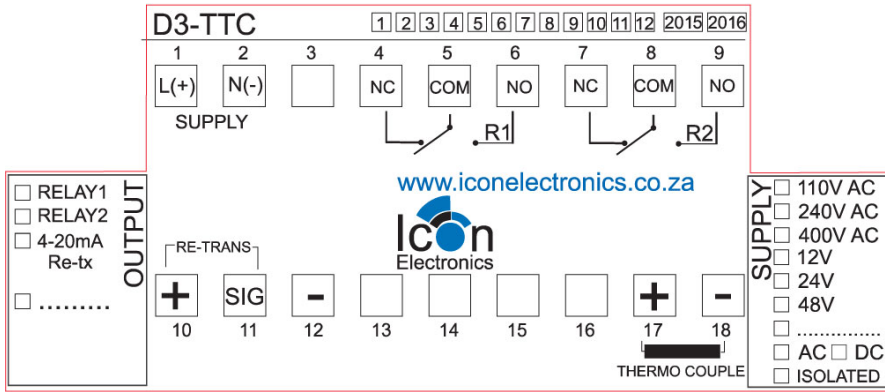 D3-TTC 1 2 3 4 5 6 7 8 9 10 11 12 2015 2016
1 2 3 4 5 6 7 8 9
L(+) N(-) NC COM NO NC COM NO
SUPPLY
R1 R2
www.iconelectronics.co.za
Icon
Electronics
OUTPUT
RELAY1
RELAY2
4-20mA
Re-tx
.........
RE-TRANS
+ SIG - + -
10 11 12 13 14 15 16 17 18
THERMO COUPLE
SUPPLY
110V AC
240V AC
400V AC
12V
24V
48V
...............
AC DC
ISOLATED